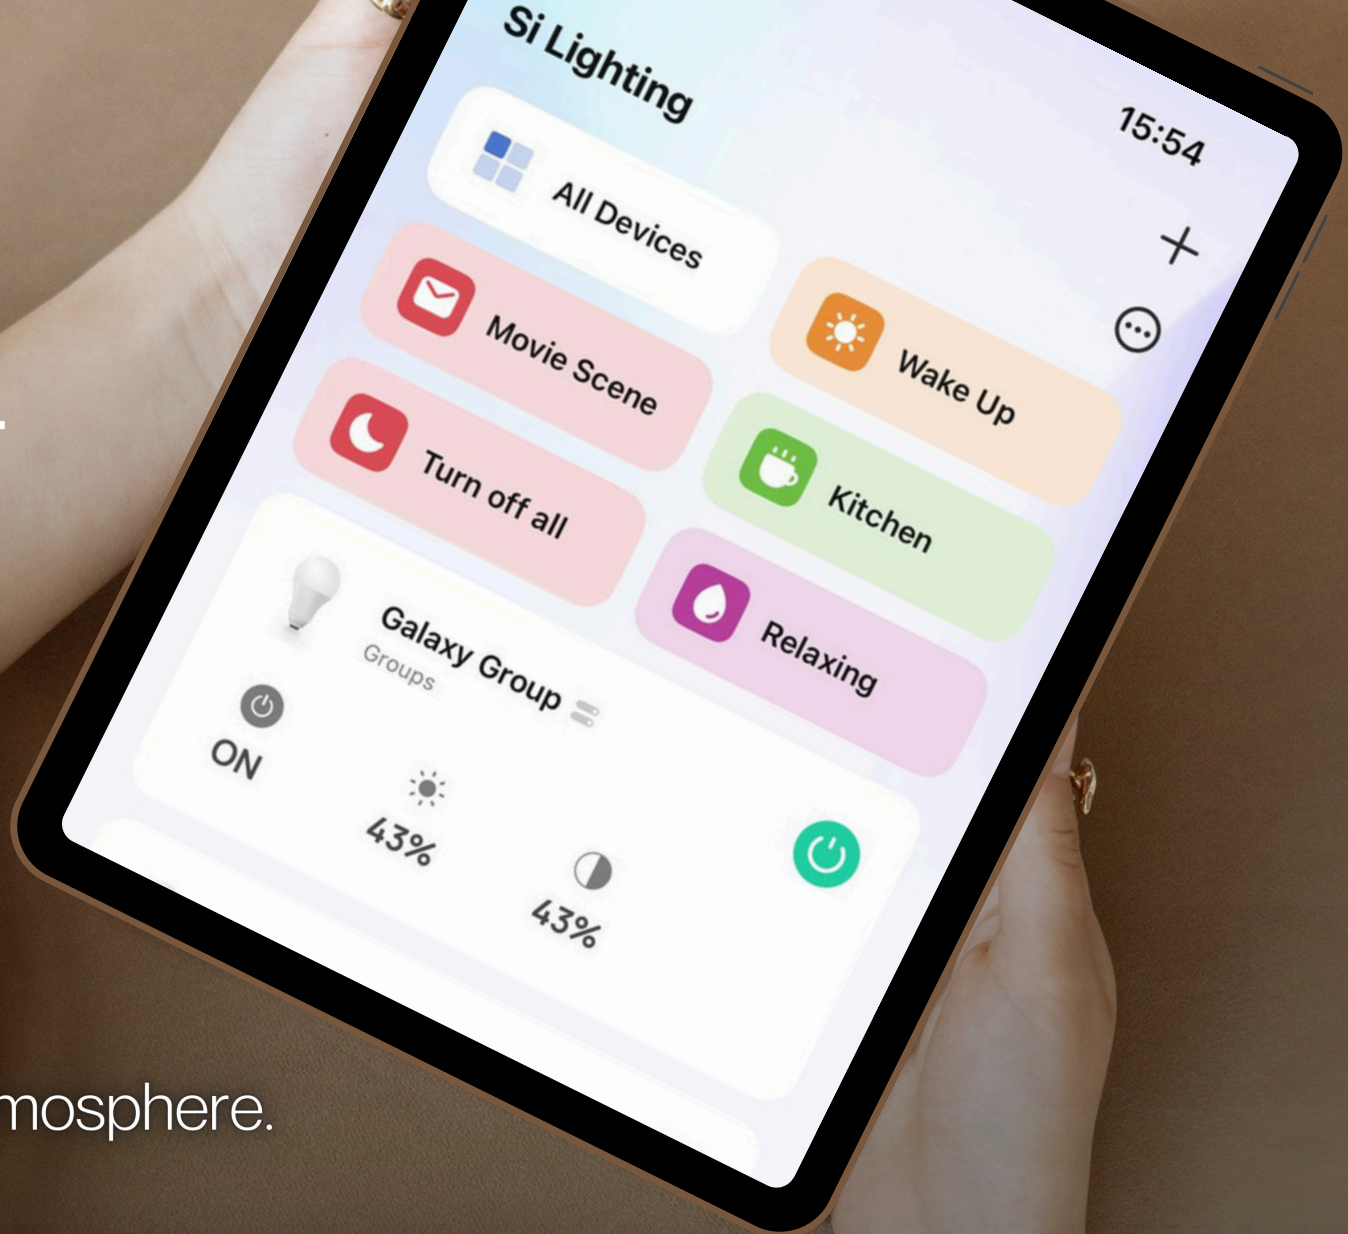 15:54
Si Lighting
All Devices
Movie Scene
Wake Up
Turn off all
Kitchen
Relaxing
Galaxy Group
Groups
ON
43%
43%
mosphere.